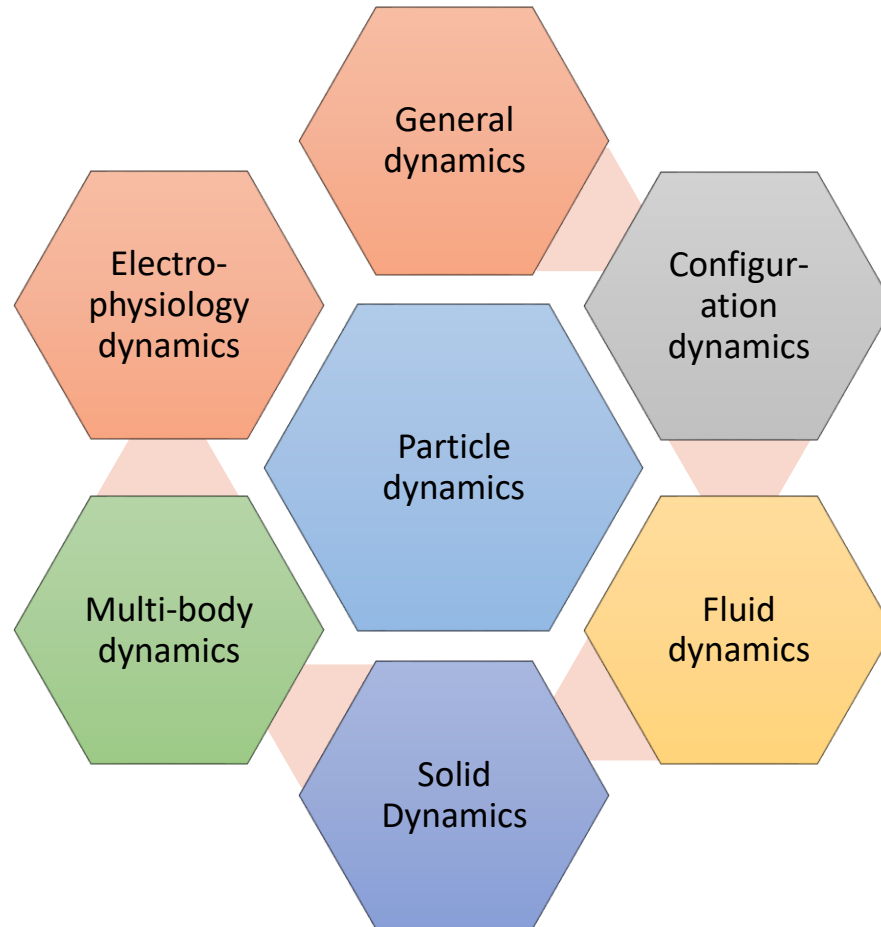 General
dynamics
Electro-
physiology
dynamics
Configur-
ation
dynamics
Particle
dynamics
Multi-body
dynamics
Fluid
dynamics
Solid
Dynamics